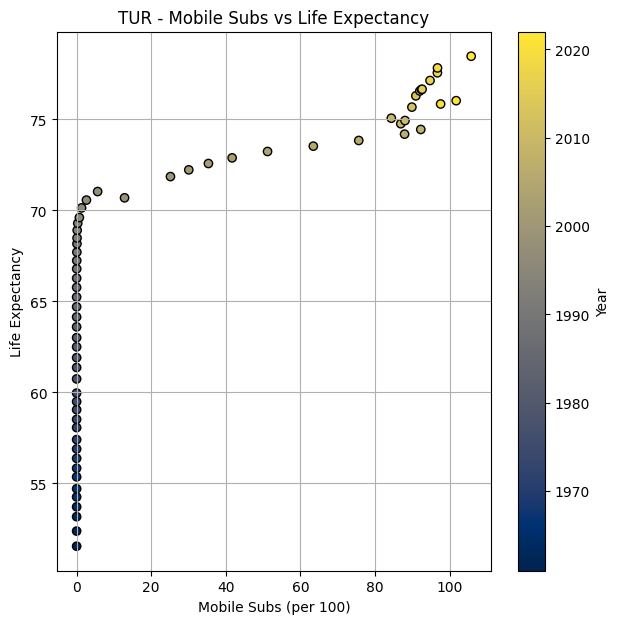 TUR - Mobile Subs vs Life Expectancy
75
70
65
60
55
Life Expectancy
0 20 40 60 80 100
Mobile Subs (per 100)
2020
2010
2000
1990
1980
1970
Year